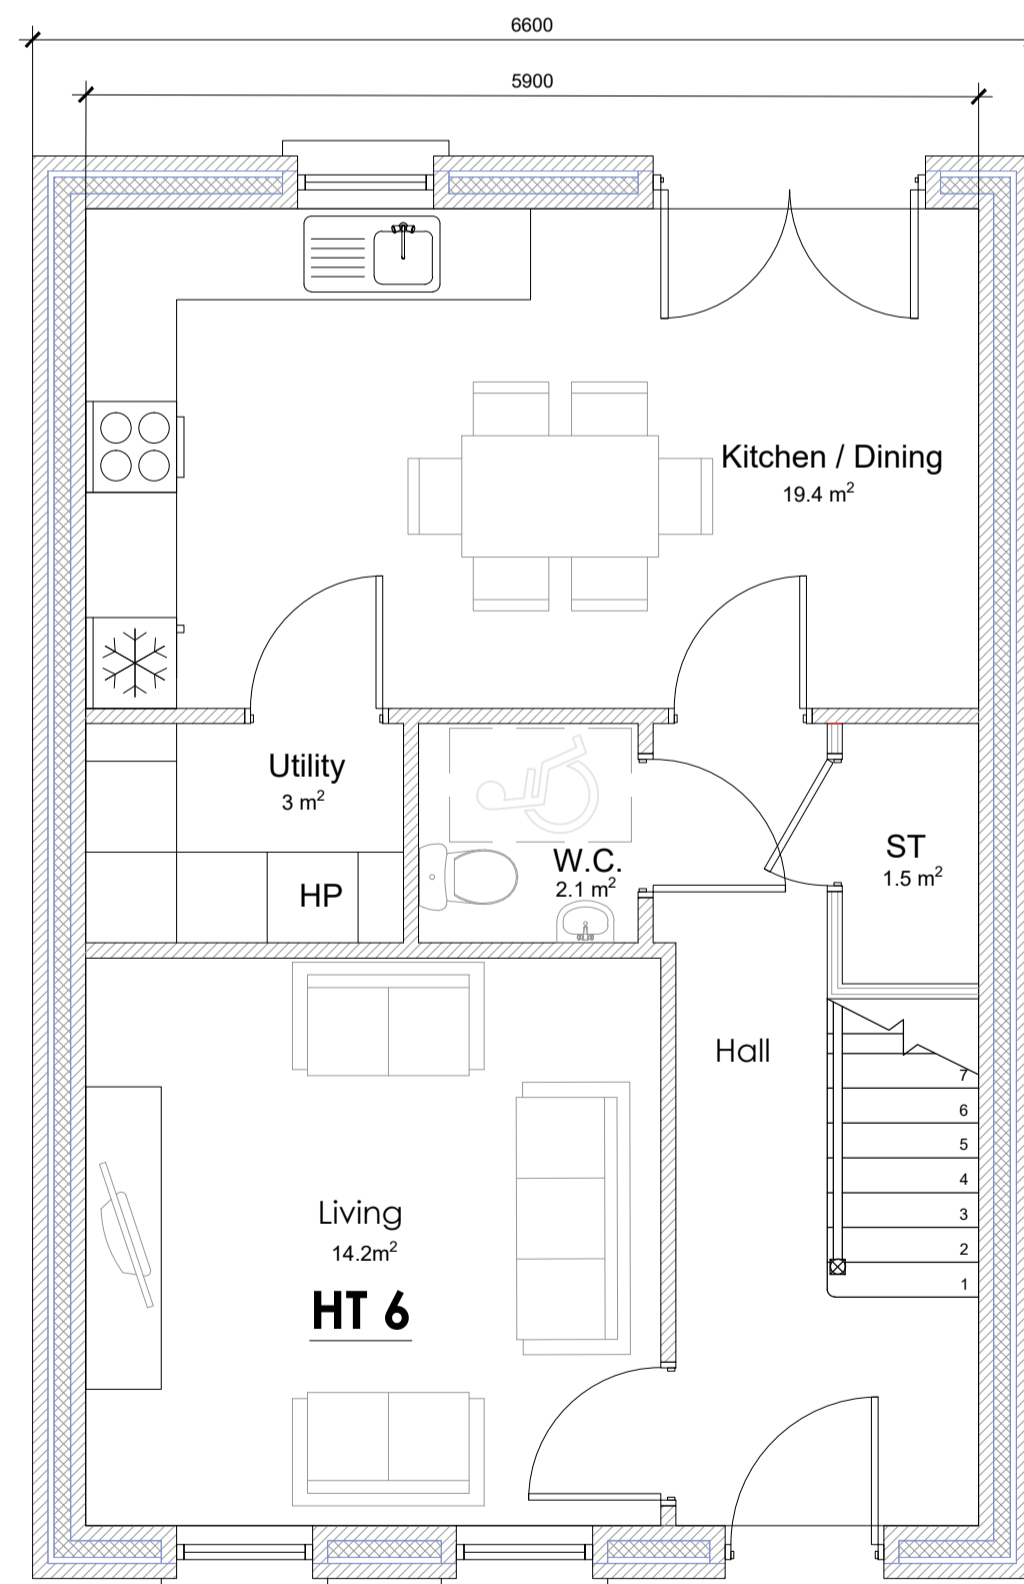 6600
5900
Kitchen / Dining
19.4 m²
Utility
3 m²
W.C.
2.1 m²
ST
1.5 m²
HP
Hall
7
6
5
4
3
2
1
Living
14.2m²
HT 6